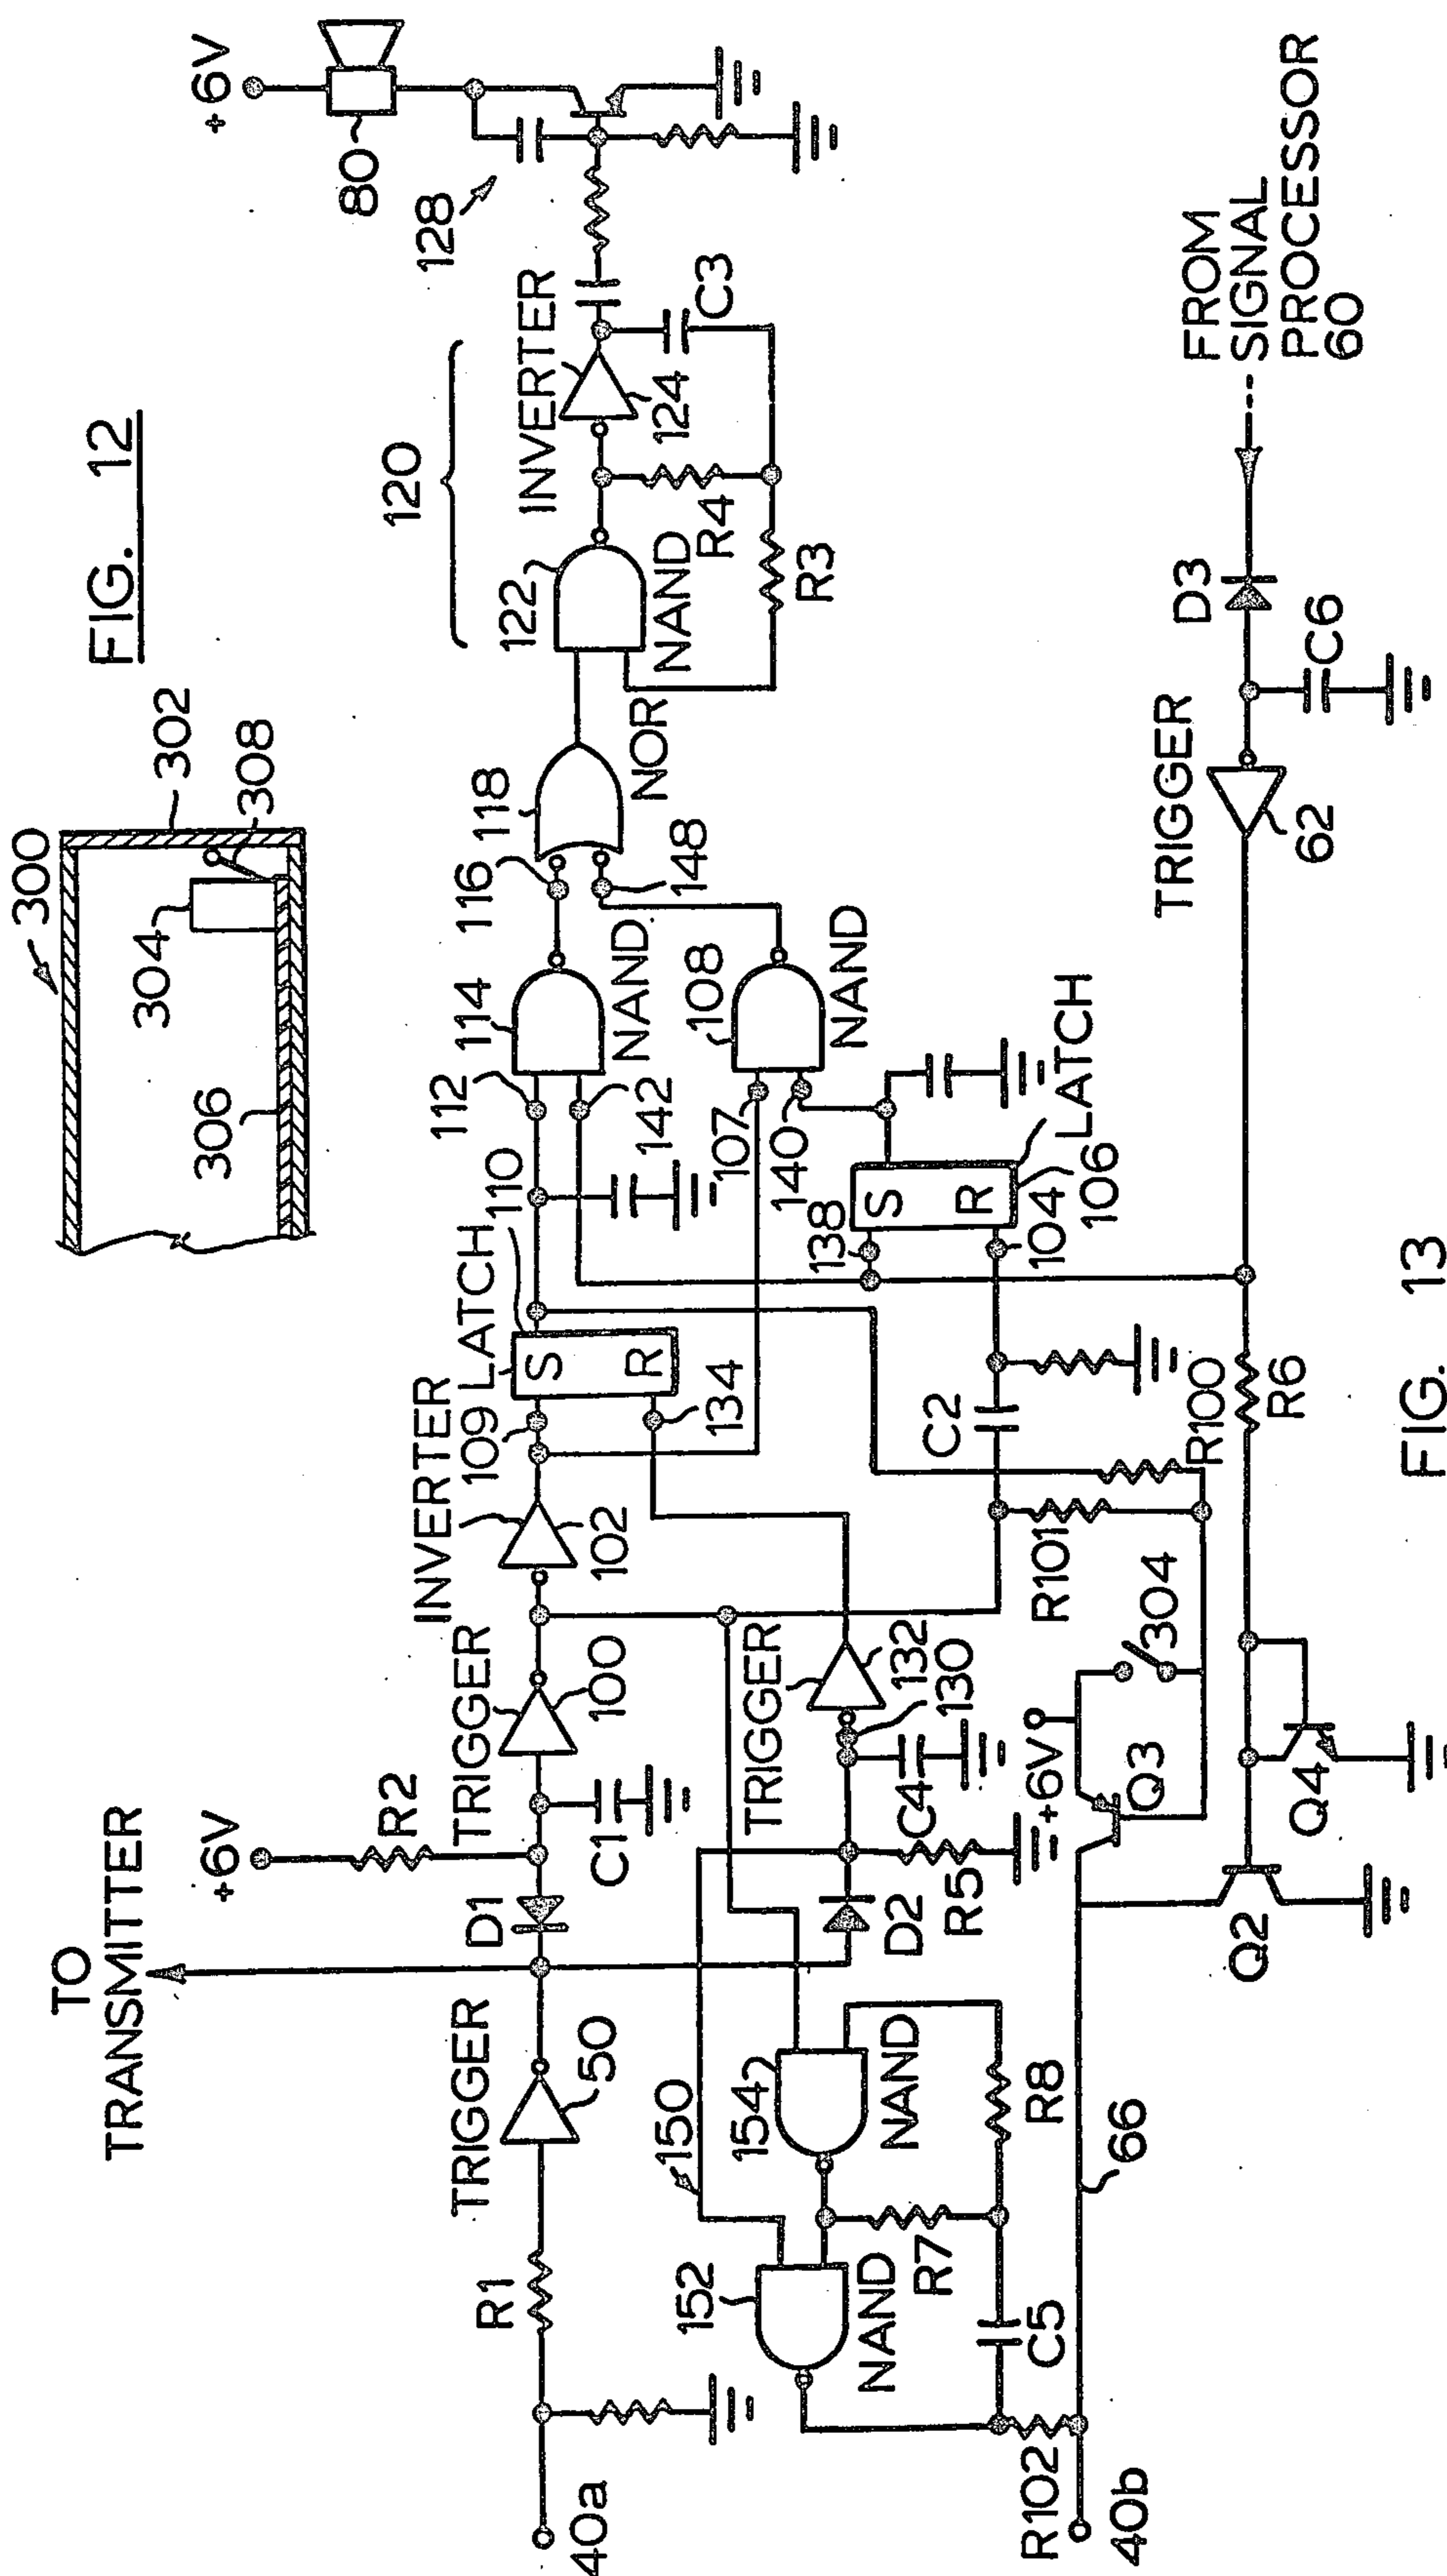 FIG. 12
300
302
304
308
306
TO
TRANSMITTER
+6V
R2
TRIGGER
50
D1
C1
TRIGGER
100
INVERTER
102
109
LATCH
S
R
110
134
112
142
114
NAND
116
118
NOR
148
107
140
108
NAND
138
S
R
104
106
LATCH
120
122
NAND
INVERTER
124
R4
R3
C3
128
80
+6V
40a
R1
150
152
NAND
154
NAND
R7
R8
C5
R102
40b
66
D2
R5
C4
TRIGGER
132
130
C2
R101
R100
304
+6V
Q3
Q2
Q4
R6
TRIGGER
62
D3
C6
FROM
SIGNAL
PROCESSOR
60
FIG. 13